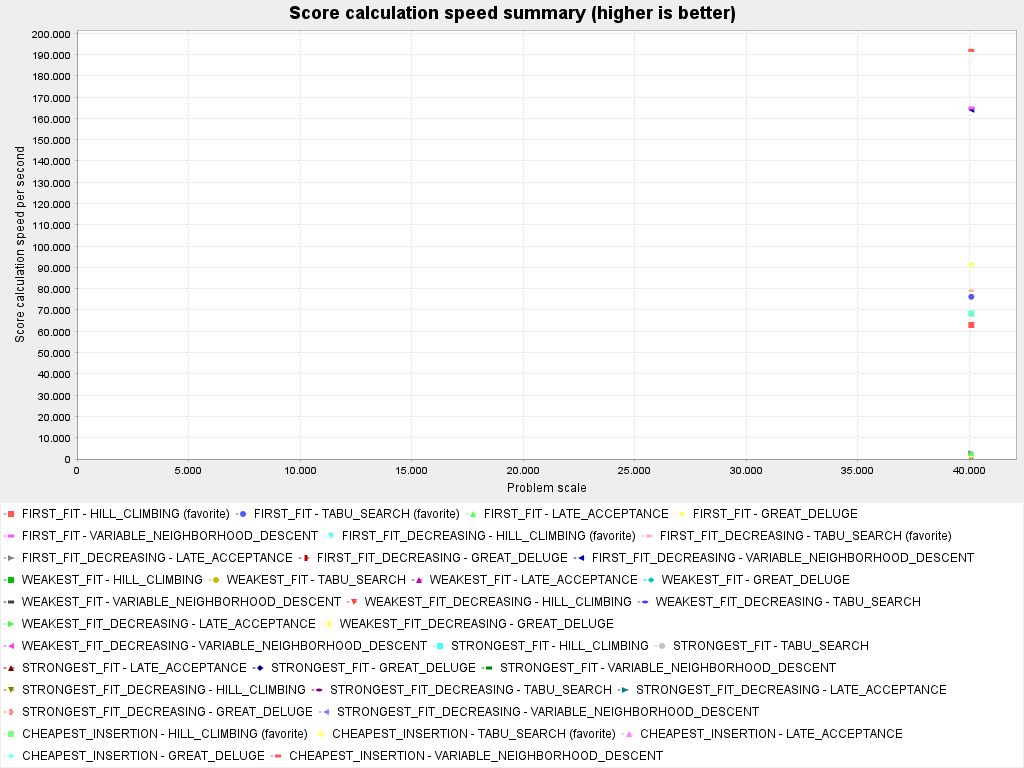 Score calculation speed summary (higher is better)
200.000
190.000
180.000
170.000
160.000
150.000
140.000
130.000
120.000
110.000
100.000
90.000
80.000
70.000
60.000
50.000
40.000
30.000
20.000
10.000
0
Score calculation speed per second
0 5.000 10.000 15.000 20.000 25.000 30.000 35.000 40.000
Problem scale
FIRST_FIT - HILL_CLIMBING (favorite) FIRST_FIT - TABU_SEARCH (favorite) FIRST_FIT - LATE_ACCEPTANCE FIRST_FIT - GREAT_DELUGE
FIRST_FIT - VARIABLE_NEIGHBORHOOD_DESCENT FIRST_FIT_DECREASING - HILL_CLIMBING (favorite) FIRST_FIT_DECREASING - TABU_SEARCH (favorite)
FIRST_FIT_DECREASING - LATE_ACCEPTANCE FIRST_FIT_DECREASING - GREAT_DELUGE FIRST_FIT_DECREASING - VARIABLE_NEIGHBORHOOD_DESCENT
WEAKEST_FIT - HILL_CLIMBING WEAKEST_FIT - TABU_SEARCH WEAKEST_FIT - LATE_ACCEPTANCE WEAKEST_FIT - GREAT_DELUGE
WEAKEST_FIT - VARIABLE_NEIGHBORHOOD_DESCENT WEAKEST_FIT_DECREASING - HILL_CLIMBING WEAKEST_FIT_DECREASING - TABU_SEARCH
WEAKEST_FIT_DECREASING - LATE_ACCEPTANCE WEAKEST_FIT_DECREASING - GREAT_DELUGE
WEAKEST_FIT_DECREASING - VARIABLE_NEIGHBORHOOD_DESCENT STRONGEST_FIT - HILL_CLIMBING STRONGEST_FIT - TABU_SEARCH
STRONGEST_FIT - LATE_ACCEPTANCE STRONGEST_FIT - GREAT_DELUGE STRONGEST_FIT - VARIABLE_NEIGHBORHOOD_DESCENT
STRONGEST_FIT_DECREASING - HILL_CLIMBING STRONGEST_FIT_DECREASING - TABU_SEARCH STRONGEST_FIT_DECREASING - LATE_ACCEPTANCE
STRONGEST_FIT_DECREASING - GREAT_DELUGE STRONGEST_FIT_DECREASING - VARIABLE_NEIGHBORHOOD_DESCENT
CHEAPEST_INSERTION - HILL_CLIMBING (favorite) CHEAPEST_INSERTION - TABU_SEARCH (favorite) CHEAPEST_INSERTION - LATE_ACCEPTANCE
CHEAPEST_INSERTION - GREAT_DELUGE CHEAPEST_INSERTION - VARIABLE_NEIGHBORHOOD_DESCENT